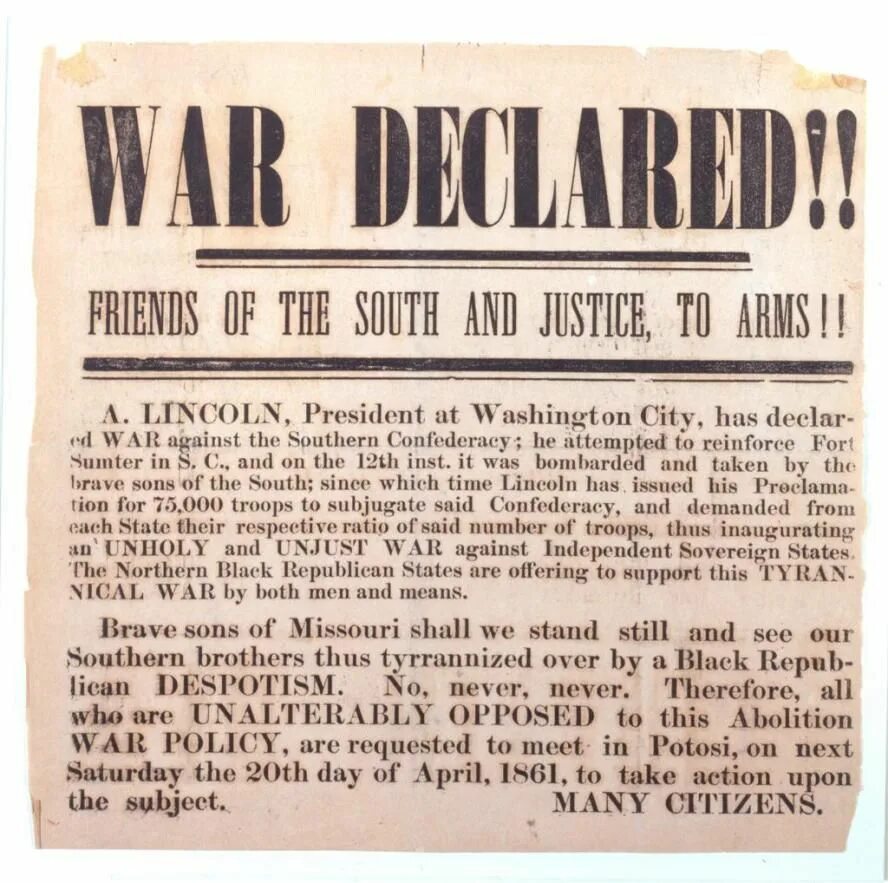 WAR DECLARED!!
FRIENDS OF THE SOUTH AND JUSTICE, TO ARMS!!
A. LINCOLN, President at Washington City, has declar-
ed WAR against the Southern Confederacy; he attempted to reinforce Fort
Sumter in S. C., and on the 12th inst. it was bombarded and taken by the
brave sons of the South; since which time Lincoln has issued his Proclama-
tion for 75,000 troops to subjugate said Confederacy, and demanded from
each State their respective ratio of said number of troops, thus inaugurating
an UNHOLY and UNJUST WAR against Independent Sovereign States.
The Northern Black Republican States are offering to support this TYRAN-
NICAL WAR by both men and means.
Brave sons of Missouri shall we stand still and see our
Southern brothers thus tyrrannized over by a Black Repub-
lican DESPOTISM. No, never, never. Therefore, all
who are UNALTERABLY OPPOSED to this Abolition
WAR POLICY, are requested to meet in Potosi, on next
Saturday the 20th day of April, 1861, to take action upon
the subject. MANY CITIZENS.